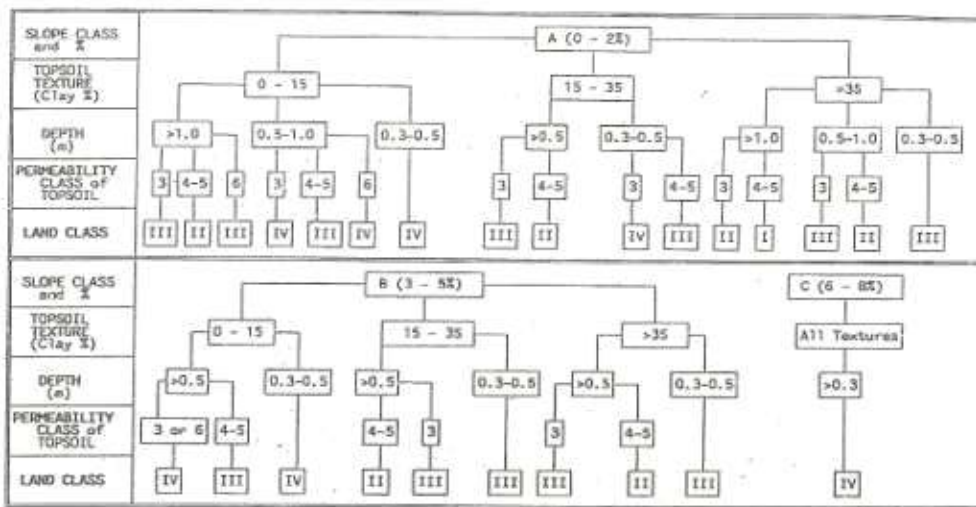 SLOPE CLASS and %
A (0 - 2%)
TOPSOIL TEXTURE (Clay %)
0 - 15
15 - 35
>35
DEPTH (m)
>1.0
0.5-1.0
0.3-0.5
>0.5
0.3-0.5
>1.0
0.5-1.0
0.3-0.5
PERMEABILITY CLASS of TOPSOIL
3
4-5
6
3
4-5
6
3
4-5
3
4-5
3
4-5
3
4-5
LAND CLASS
III
II
III
IV
III
IV
IV
III
II
IV
III
II
I
III
II
III
SLOPE CLASS and %
B (3 - 5%)
C (6 - 8%)
TOPSOIL TEXTURE (Clay %)
0 - 15
15 - 35
>35
All Textures
DEPTH (m)
>0.5
0.3-0.5
>0.5
0.3-0.5
>0.5
0.3-0.5
>0.3
PERMEABILITY CLASS of TOPSOIL
3 or 6
4-5
4-5
3
3
4-5
LAND CLASS
IV
III
IV
II
III
III
III
II
III
IV